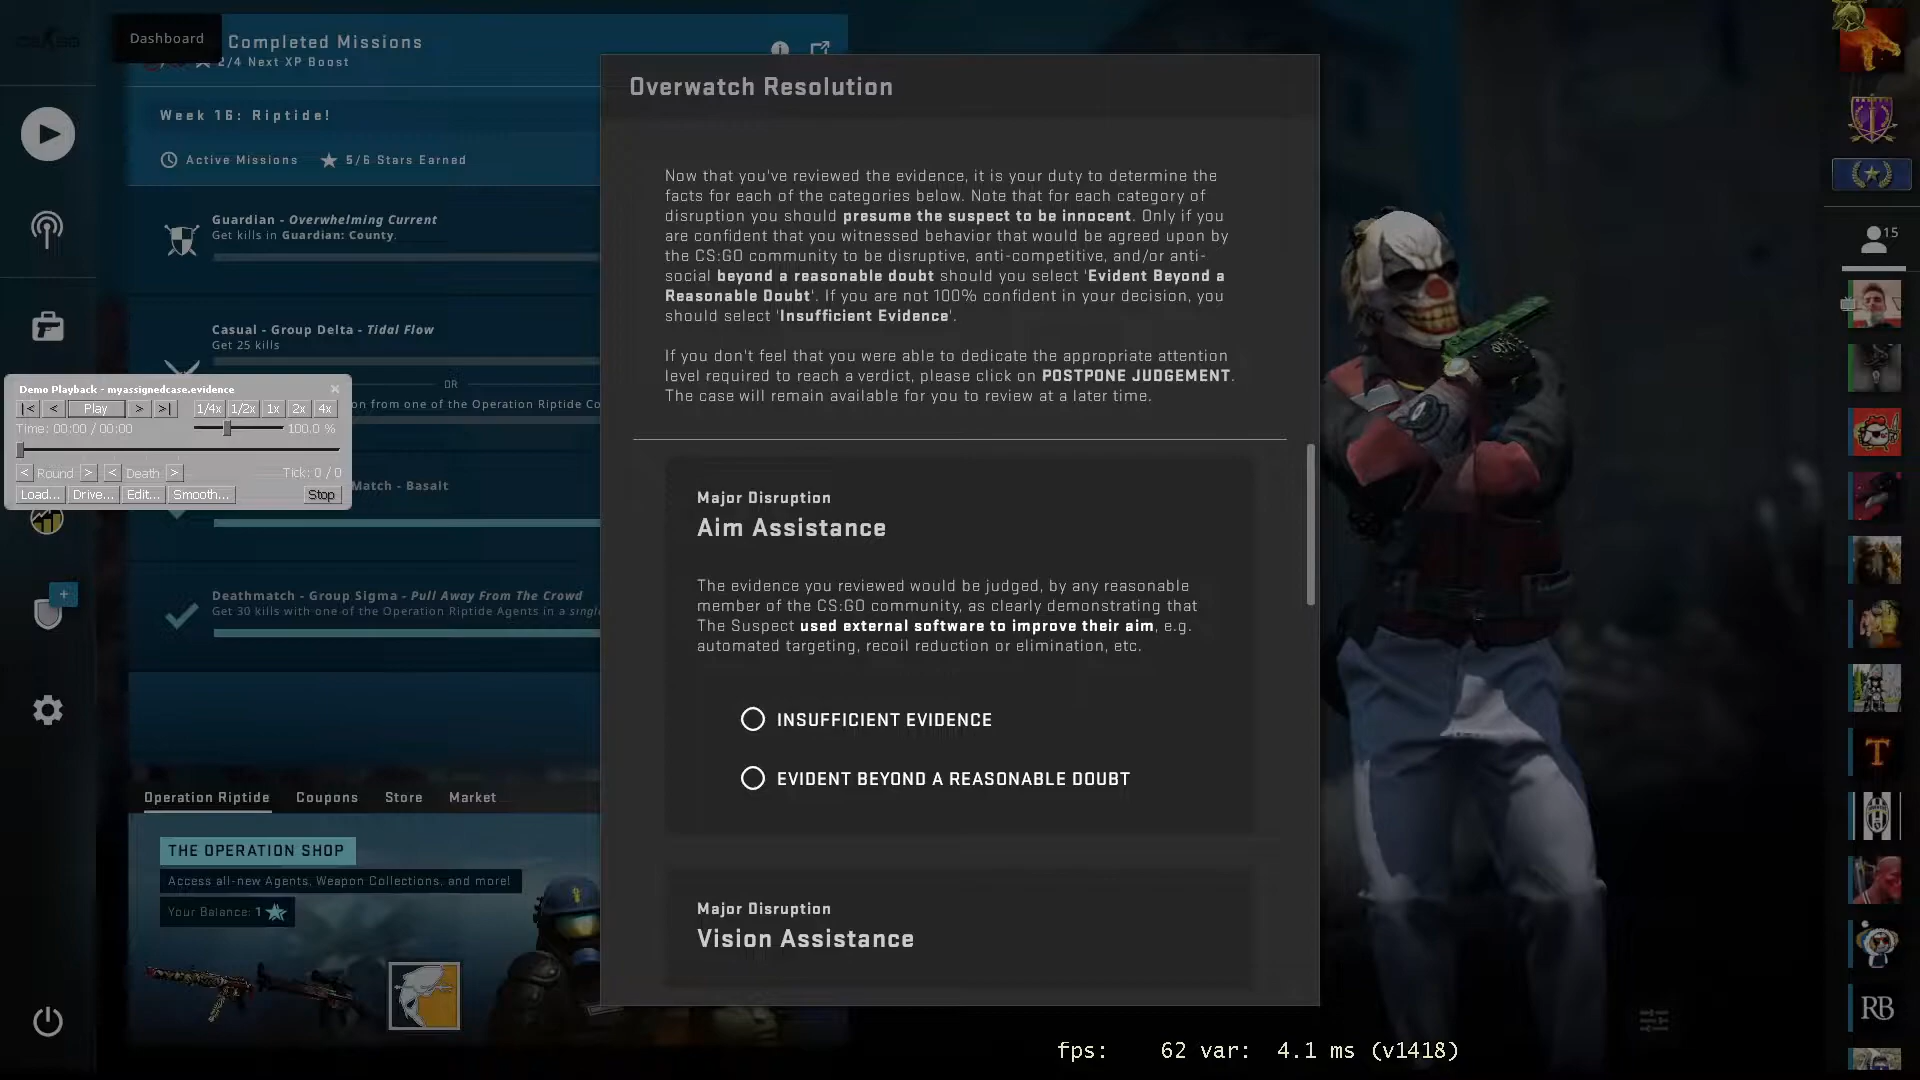 Dashboard
Completed Missions
2/4 Next XP Boost
Week 16: Riptide!
Active Missions
5/6 Stars Earned
Guardian - Overwhelming Current
Get kills in Guardian: County.
Casual - Group Delta - Tidal Flow
Get 25 kills
OR
on from one of the Operation Riptide Co
Match - Basalt
Deathmatch - Group Sigma - Pull Away From The Crowd
Get 30 kills with one of the Operation Riptide Agents in a singl
Demo Playback - myassignedcase.evidence
|< < Play > >| 1/4x 1/2x 1x 2x 4x
Time: 00:00 / 00:00
100.0 %
< Round > < Death >
Tick: 0 / 0
Load... Drive... Edit... Smooth... Stop
Operation Riptide
Coupons
Store
Market
THE OPERATION SHOP
Access all-new Agents, Weapon Collections, and more!
Your Balance: 1
Overwatch Resolution
Now that you've reviewed the evidence, it is your duty to determine the
facts for each of the categories below. Note that for each category of
disruption you should presume the suspect to be innocent. Only if you
are confident that you witnessed behavior that would be agreed upon by
the CS:GO community to be disruptive, anti-competitive, and/or anti-
social beyond a reasonable doubt should you select 'Evident Beyond a
Reasonable Doubt'. If you are not 100% confident in your decision, you
should select 'Insufficient Evidence'.
If you don't feel that you were able to dedicate the appropriate attention
level required to reach a verdict, please click on POSTPONE JUDGEMENT.
The case will remain available for you to review at a later time.
Major Disruption
Aim Assistance
The evidence you reviewed would be judged, by any reasonable
member of the CS:GO community, as clearly demonstrating that
The Suspect used external software to improve their aim, e.g.
automated targeting, recoil reduction or elimination, etc.
INSUFFICIENT EVIDENCE
EVIDENT BEYOND A REASONABLE DOUBT
Major Disruption
Vision Assistance
15
T
RB
fps: 62 var: 4.1 ms (v1418)